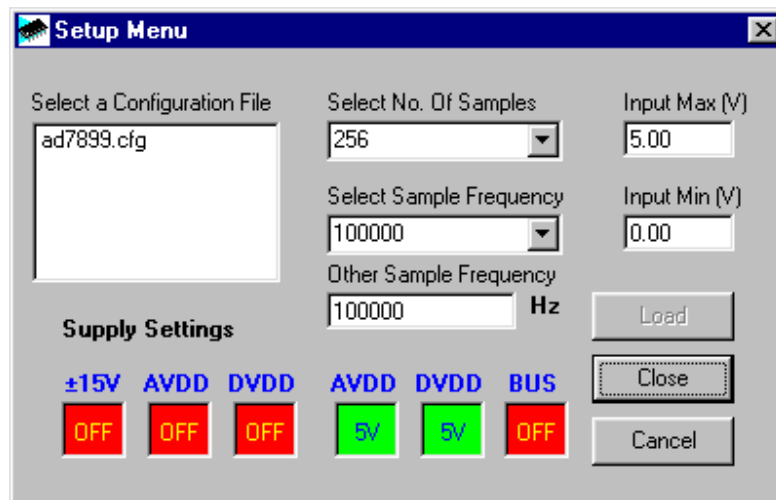 Setup Menu
Select a Configuration File
ad7899.cfg
Select No. Of Samples
256
Select Sample Frequency
100000
Other Sample Frequency
100000 Hz
Input Max (V)
5.00
Input Min (V)
0.00
Load
Close
Cancel
Supply Settings
±15V AVDD DVDD AVDD DVDD BUS
OFF OFF OFF 5V 5V OFF